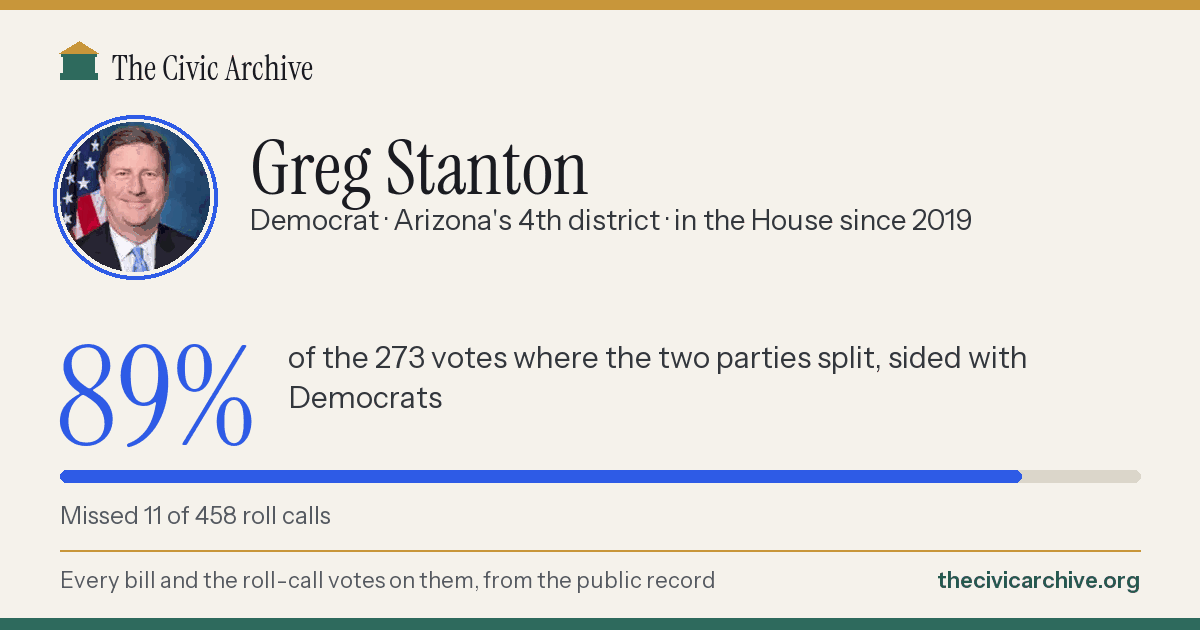 The Civic Archive
Greg Stanton
Democrat · Arizona's 4th district · in the House since 2019
89%
of the 273 votes where the two parties split, sided with
Democrats
Missed 11 of 458 roll calls
Every bill and the roll-call votes on them, from the public record
thecivicarchive.org